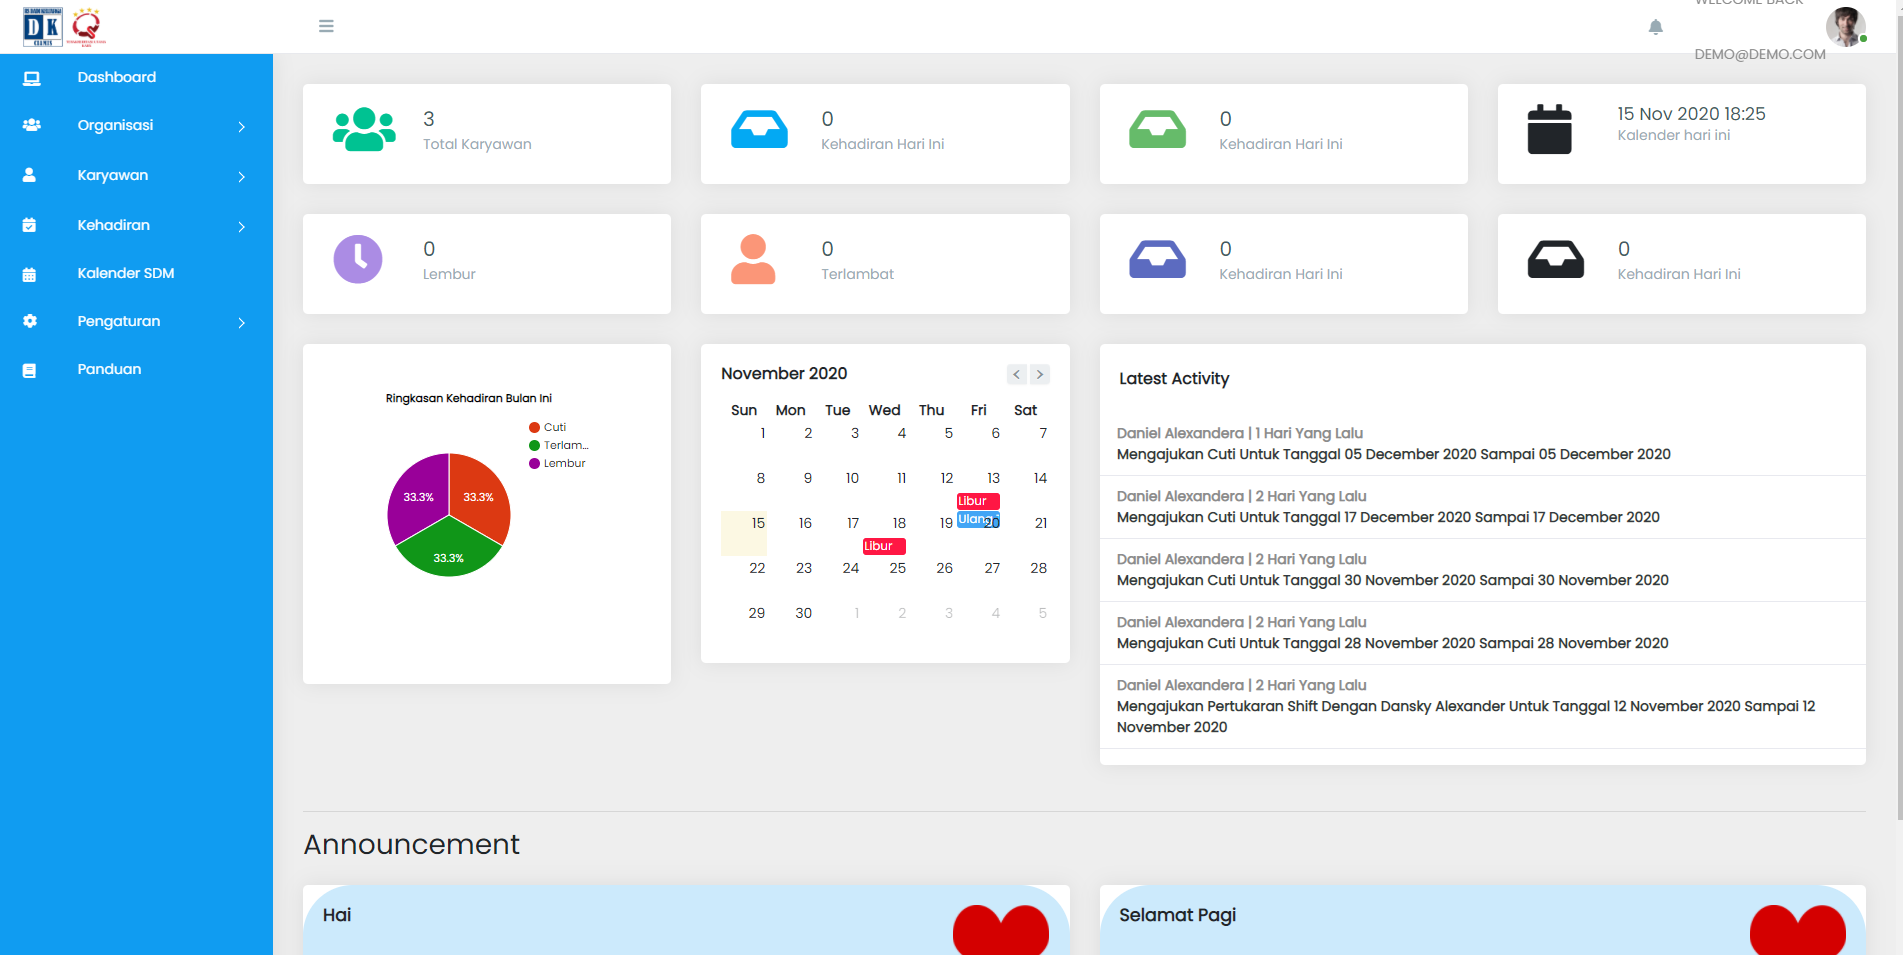 DK
WELCOME BACK
DEMO@DEMO.COM
Dashboard
Organisasi
Karyawan
Kehadiran
Kalender SDM
Pengaturan
Panduan
3
Total Karyawan
0
Kehadiran Hari Ini
0
Kehadiran Hari Ini
15 Nov 2020 18:25
Kalender hari ini
0
Lembur
0
Terlambat
0
Kehadiran Hari Ini
0
Kehadiran Hari Ini
Ringkasan Kehadiran Bulan Ini
Cuti
Terlam...
Lembur
33.3% 33.3%
33.3%
November 2020
Sun Mon Tue Wed Thu Fri Sat
1 2 3 4 5 6 7
8 9 10 11 12 13 14
Libur
Ulang
15 16 17 18 19 20 21
Libur
22 23 24 25 26 27 28
29 30 1 2 3 4 5
Latest Activity
Daniel Alexandera | 1 Hari Yang Lalu
Mengajukan Cuti Untuk Tanggal 05 December 2020 Sampai 05 December 2020
Daniel Alexandera | 2 Hari Yang Lalu
Mengajukan Cuti Untuk Tanggal 17 December 2020 Sampai 17 December 2020
Daniel Alexandera | 2 Hari Yang Lalu
Mengajukan Cuti Untuk Tanggal 30 November 2020 Sampai 30 November 2020
Daniel Alexandera | 2 Hari Yang Lalu
Mengajukan Cuti Untuk Tanggal 28 November 2020 Sampai 28 November 2020
Daniel Alexandera | 2 Hari Yang Lalu
Mengajukan Pertukaran Shift Dengan Dansky Alexander Untuk Tanggal 12 November 2020 Sampai 12
November 2020
Announcement
Hai
Selamat Pagi